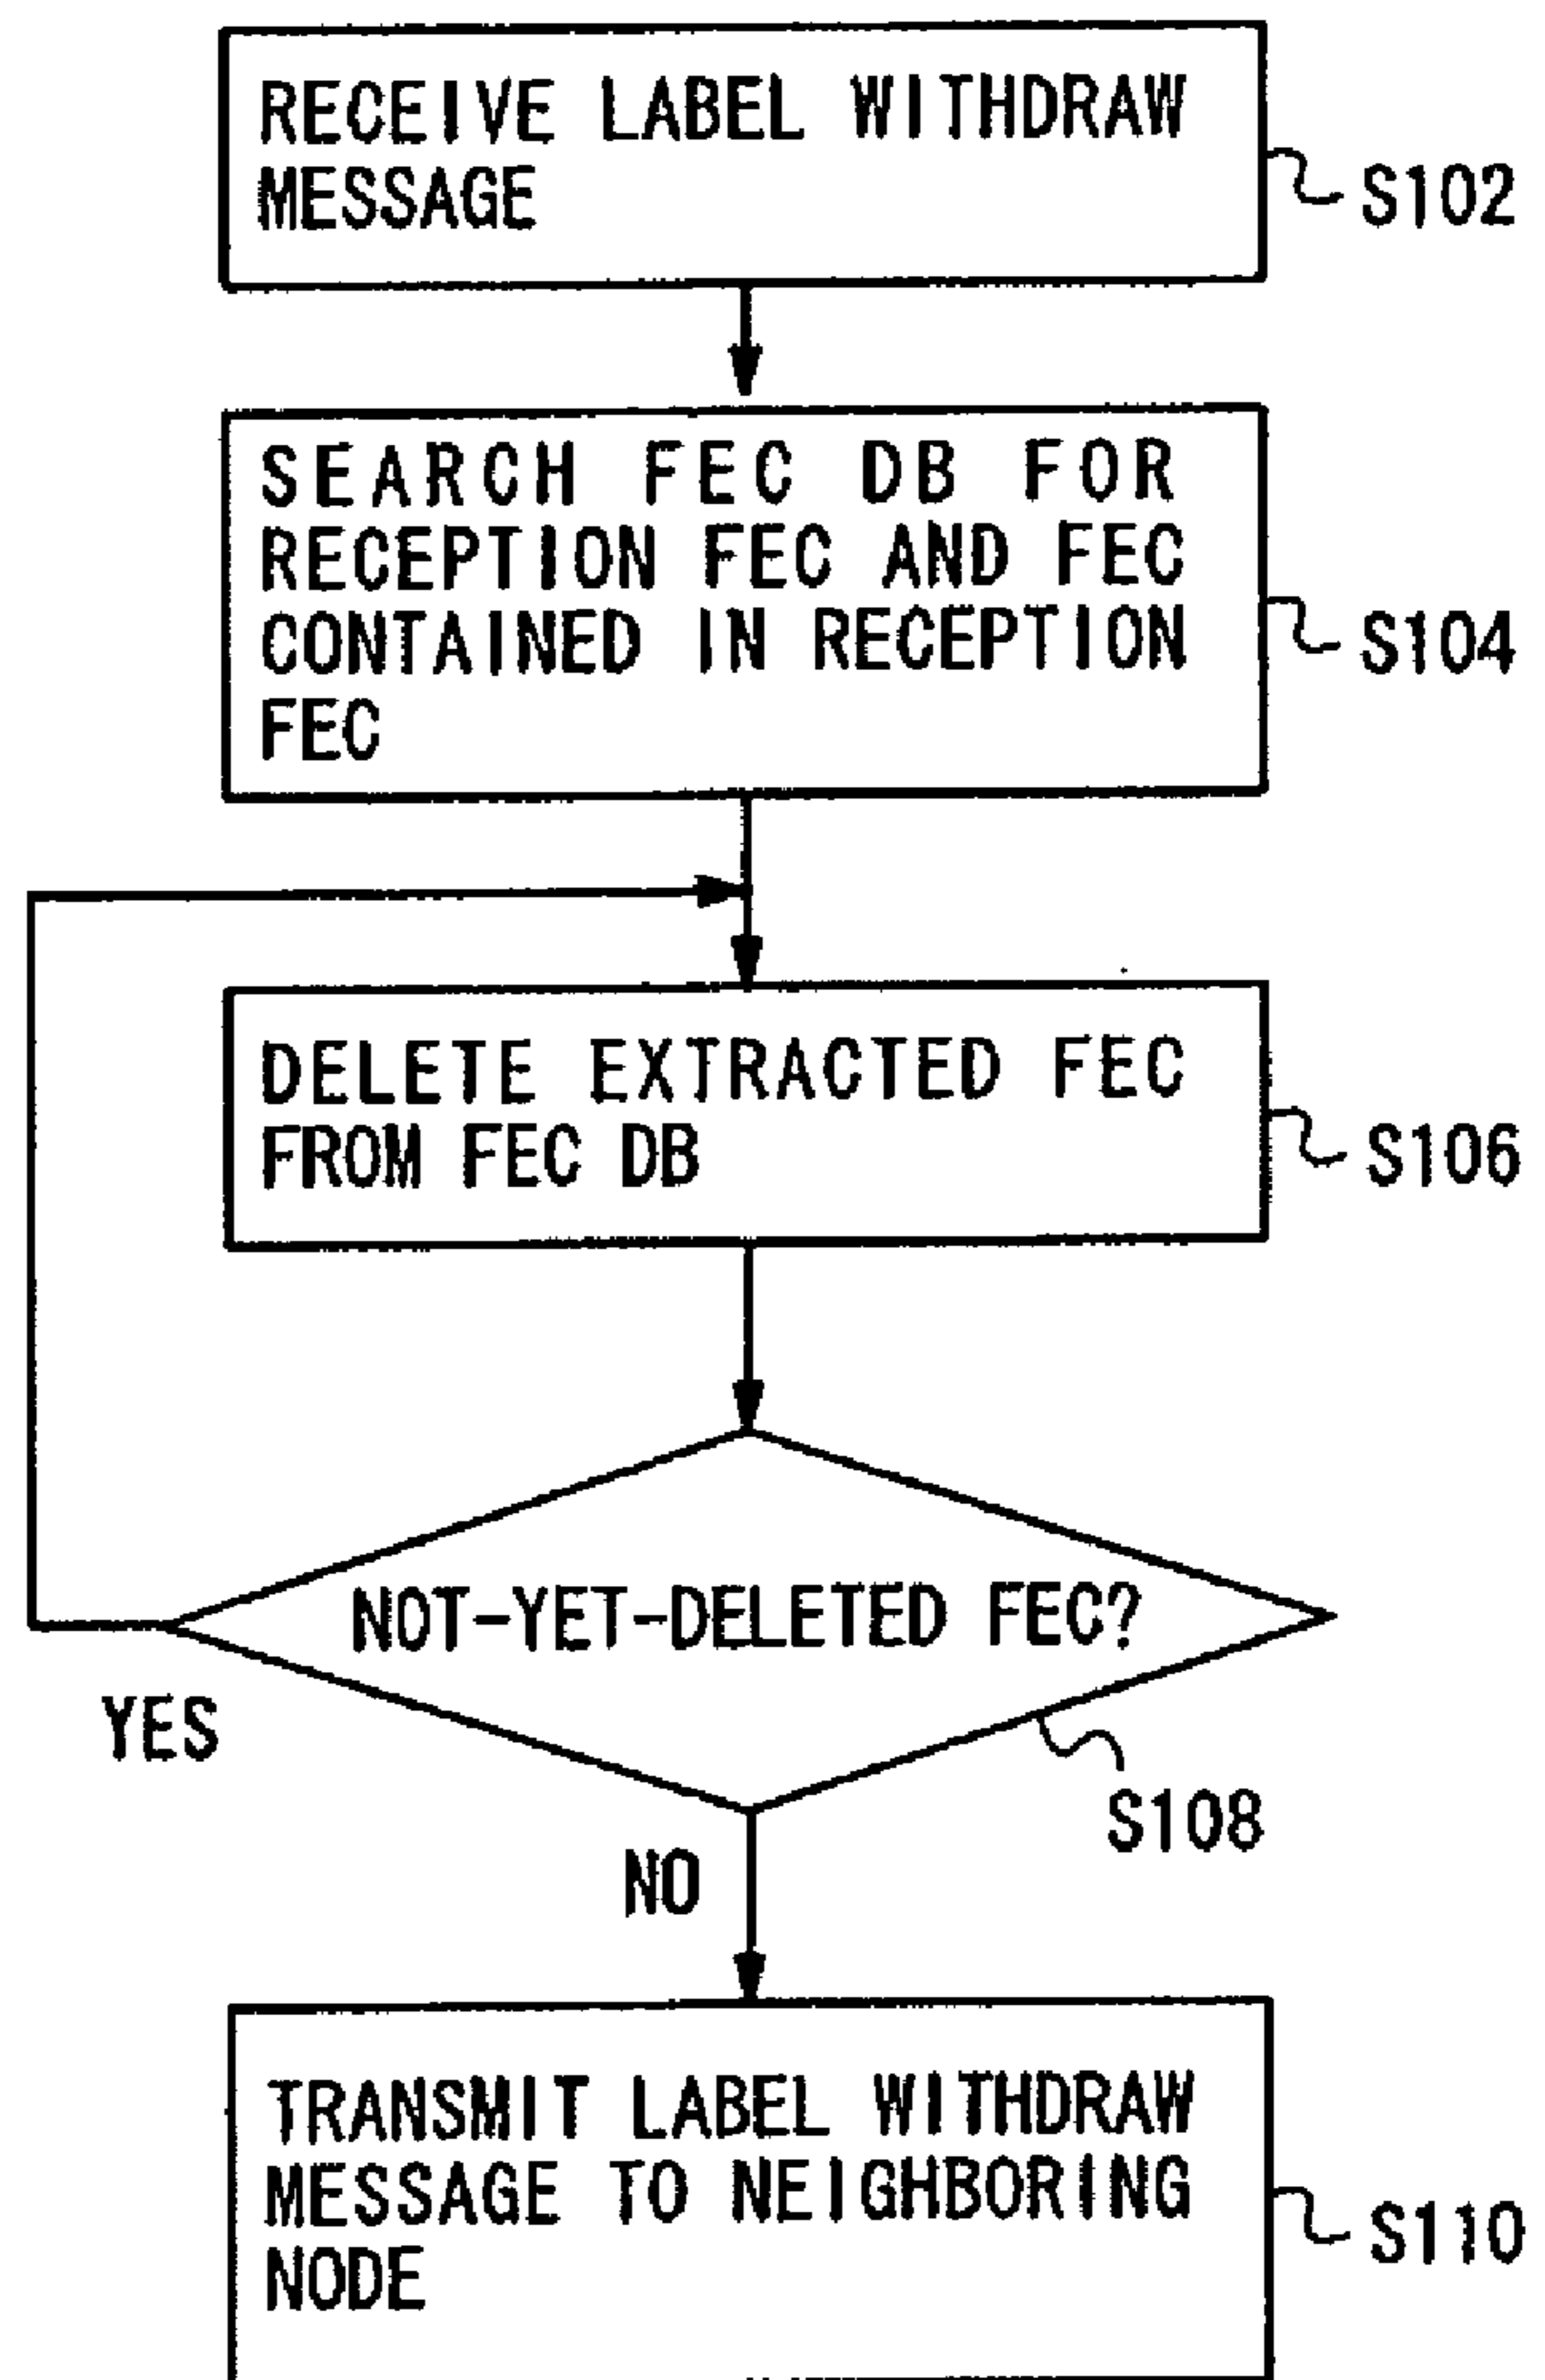 RECEIVE LABEL WITHDRAW
MESSAGE
S102
SEARCH FEC DB FOR
RECEPTION FEC AND FEC
CONTAINED IN RECEPTION
FEC
S104
DELETE EXTRACTED FEC
FROM FEC DB
S106
NOT-YET-DELETED FEC?
YES
S108
NO
TRANSMIT LABEL WITHDRAW
MESSAGE TO NEIGHBORING
NODE
S110